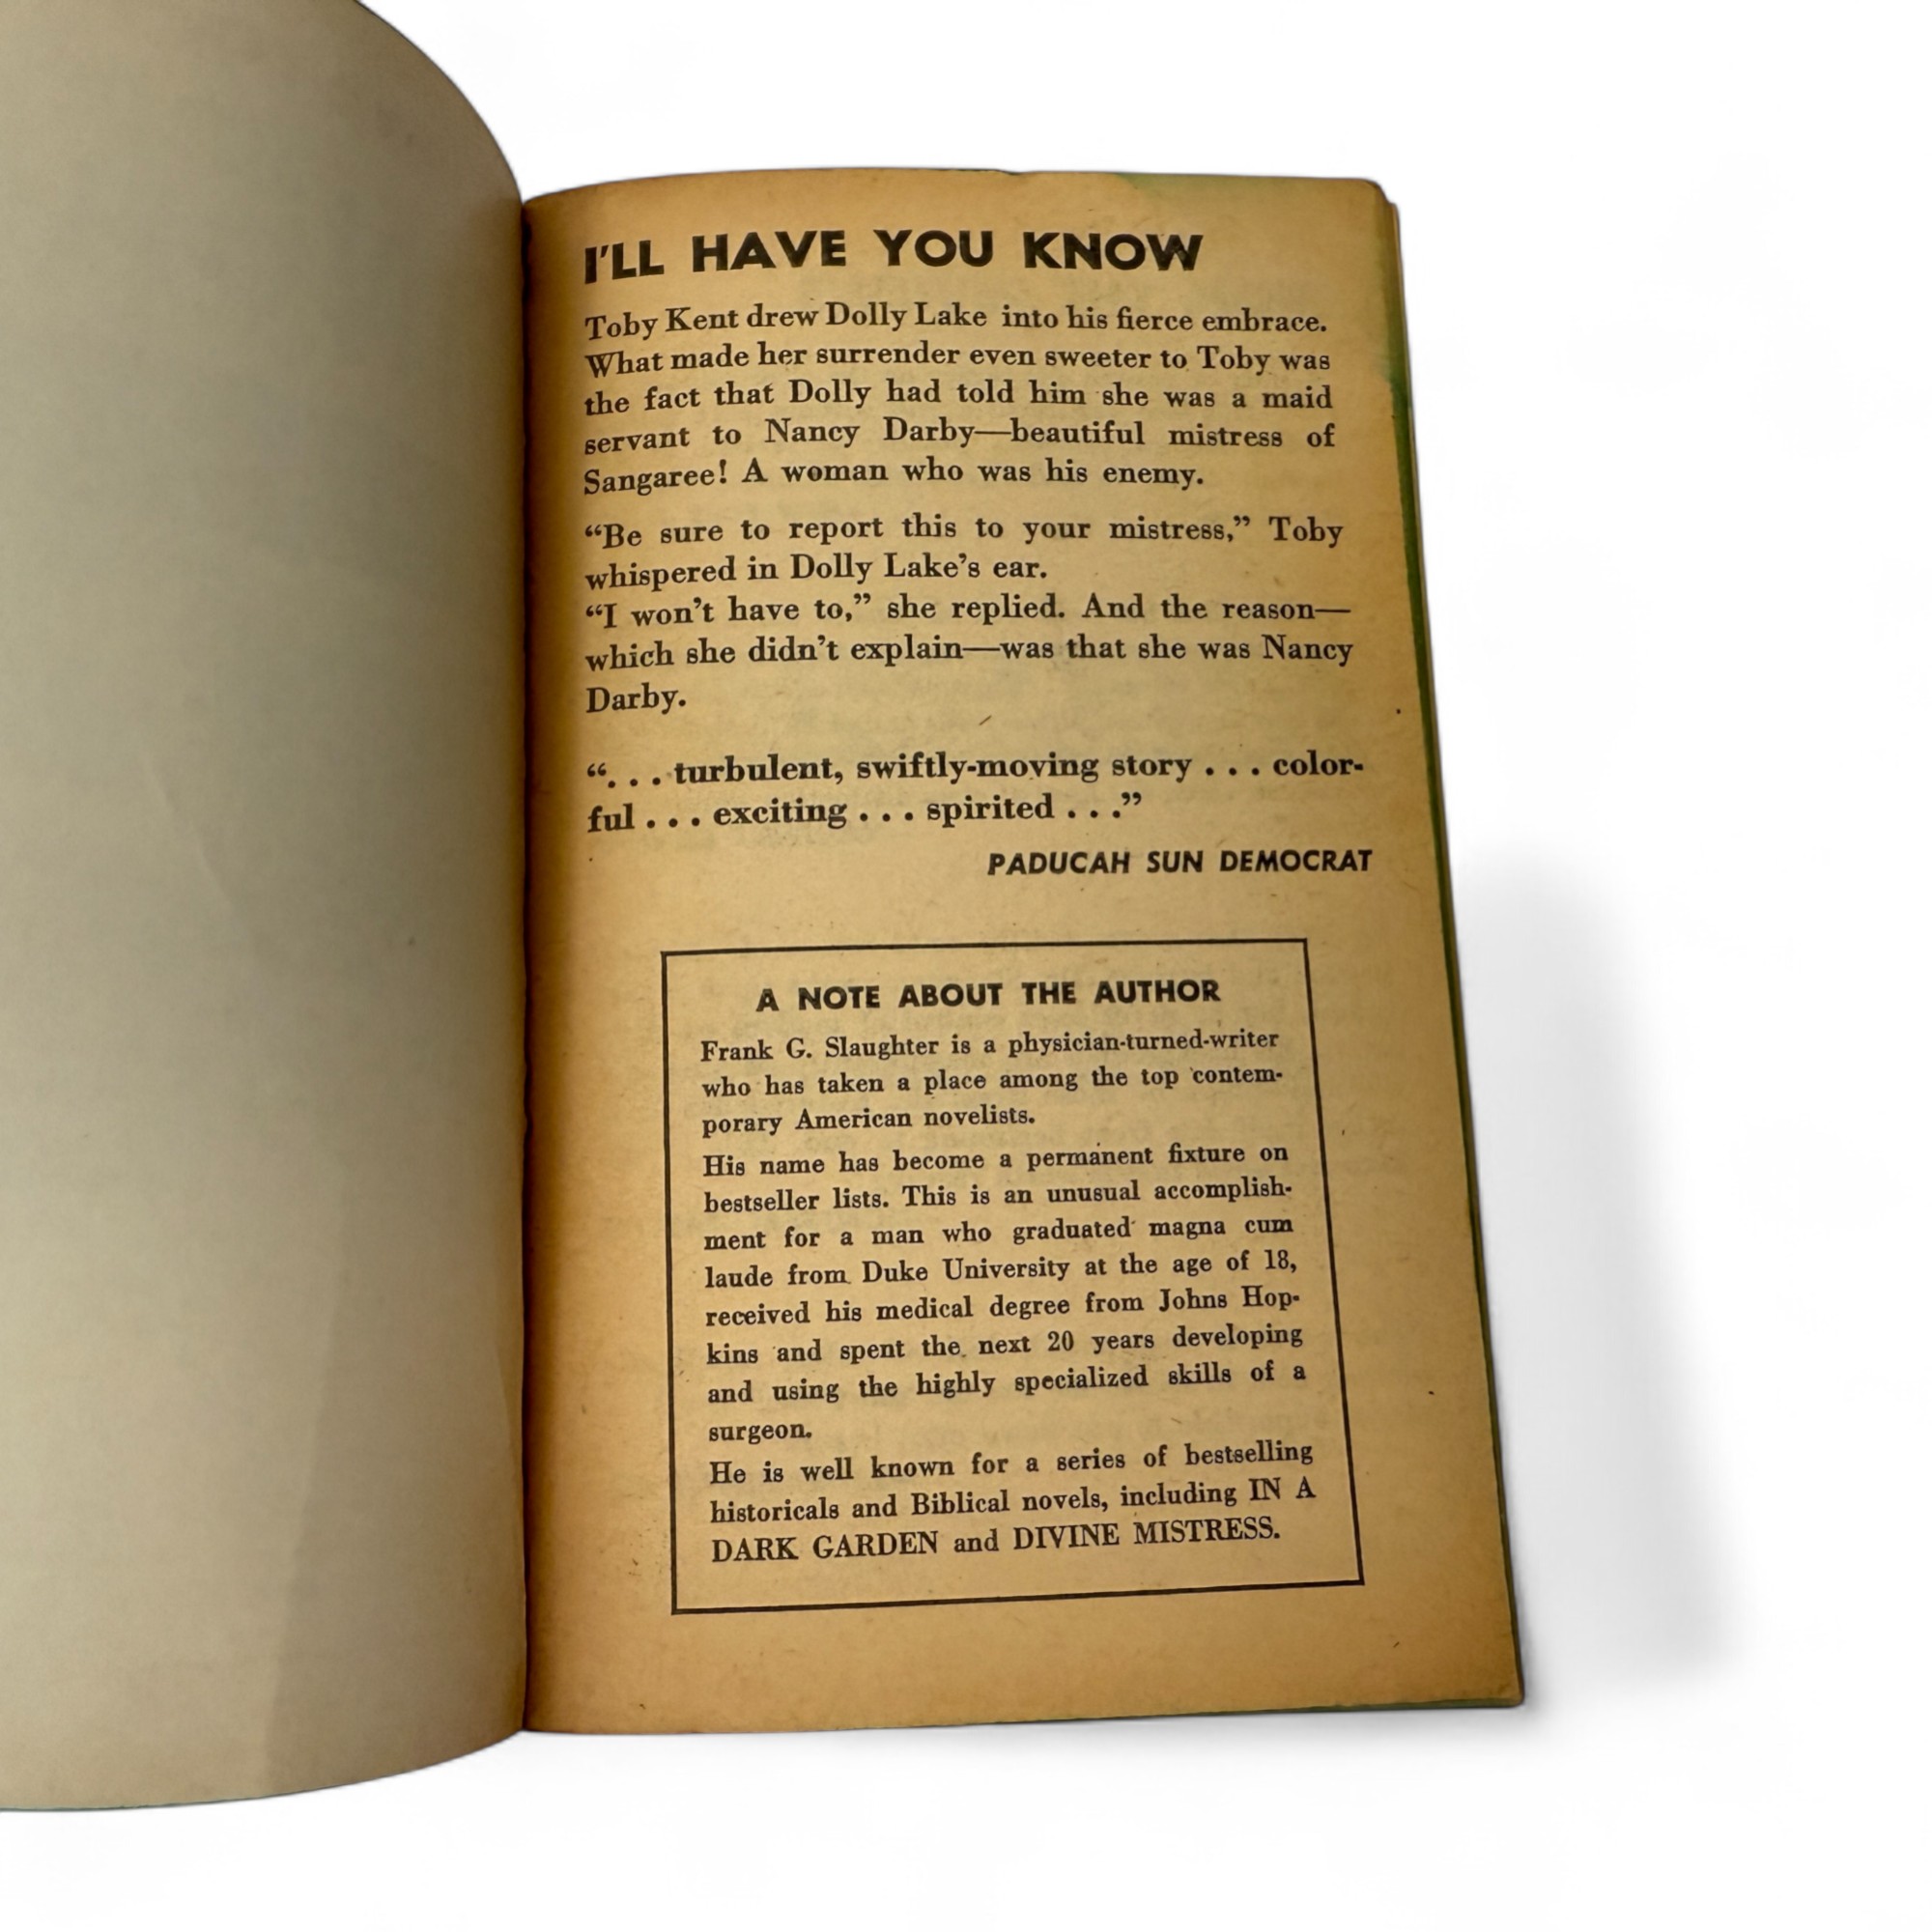 I'LL HAVE YOU KNOW
Toby Kent drew Dolly Lake into his fierce embrace.
What made her surrender even sweeter to Toby was
the fact that Dolly had told him she was a maid
servant to Nancy Darby—beautiful mistress of
Sangaree! A woman who was his enemy.
“Be sure to report this to your mistress,” Toby
whispered in Dolly Lake’s ear.
“I won’t have to,” she replied. And the reason—
which she didn’t explain—was that she was Nancy
Darby.
“. . . turbulent, swiftly-moving story . . . color-
ful . . . exciting . . . spirited . . .”
PADUCAH SUN DEMOCRAT
A NOTE ABOUT THE AUTHOR
Frank G. Slaughter is a physician-turned-writer
who has taken a place among the top contem-
porary American novelists.
His name has become a permanent fixture on
bestseller lists. This is an unusual accomplish-
ment for a man who graduated magna cum
laude from Duke University at the age of 18,
received his medical degree from Johns Hop-
kins and spent the next 20 years developing
and using the highly specialized skills of a
surgeon.
He is well known for a series of bestselling
historicals and Biblical novels, including IN A
DARK GARDEN and DIVINE MISTRESS.